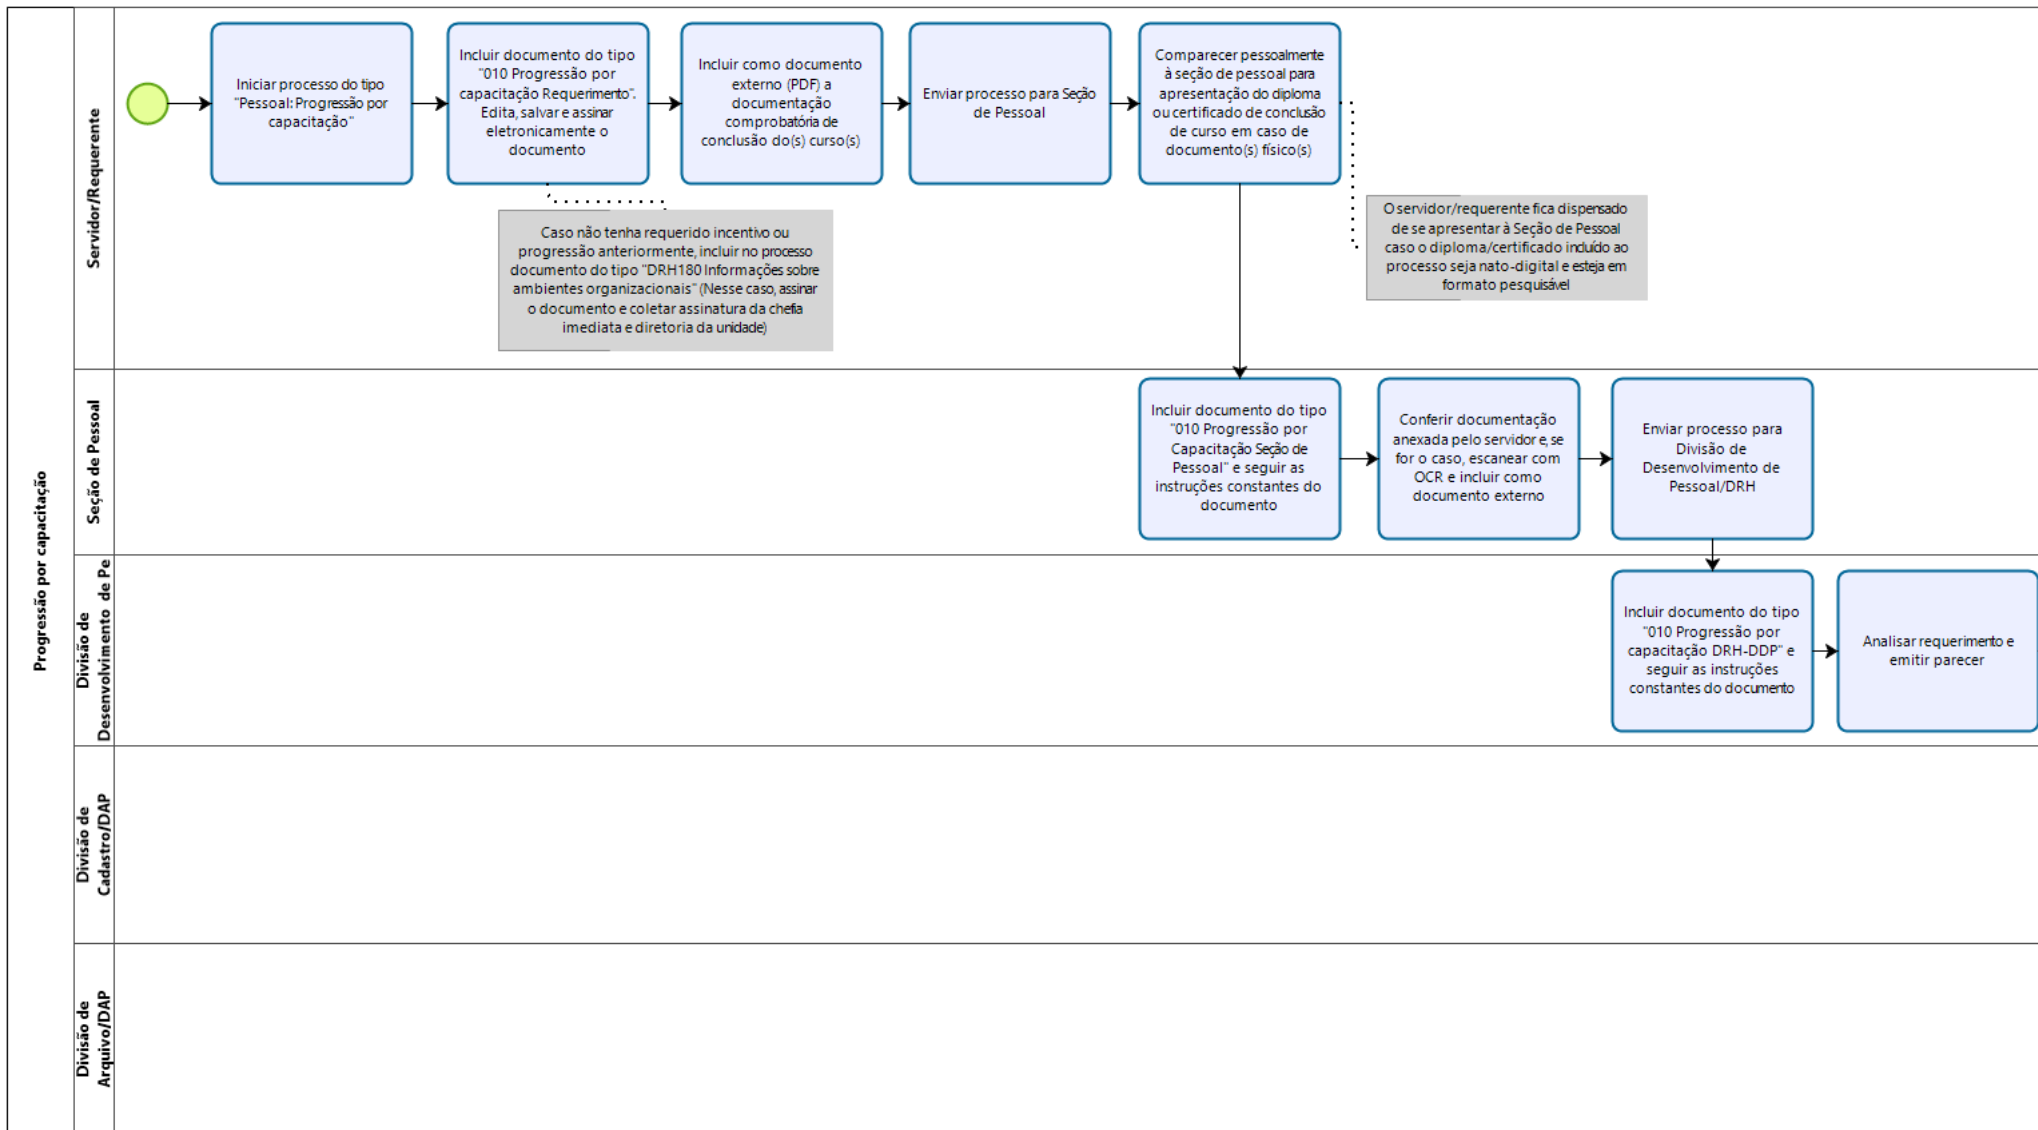 Progressão por capacitação
Servidor/Requerente
Iniciar processo do tipo
"Pessoal: Progressão por
capacitação"
Incluir documento do tipo
"010 Progressão por
capacitação Requerimento".
Edita, salvar e assinar
eletronicamente o
documento
Incluir como documento
externo (PDF) a
documentação
comprobatória de
conclusão do(s) curso(s)
Enviar processo para Seção
de Pessoal
Comparecer pessoalmente
à seção de pessoal para
apresentação do diploma
ou certificado de conclusão
de curso em caso de
documento(s) físico(s)
Caso não tenha requerido incentivo ou
progressão anteriormente, incluir no processo
documento do tipo "DRH180 Informações sobre
ambientes organizacionais" (Nesse caso, assinar
o documento e coletar assinatura da chefia
imediata e diretoria da unidade)
O servidor/requerente fica dispensado
de se apresentar à Seção de Pessoal
caso o diploma/certificado incluído ao
processo seja nato-digital e esteja em
formato pesquisável
Seção de Pessoal
Incluir documento do tipo
"010 Progressão por
Capacitação Seção de
Pessoal" e seguir as
instruções constantes do
documento
Conferir documentação
anexada pelo servidor e, se
for o caso, escanear com
OCR e incluir como
documento externo
Enviar processo para
Divisão de
Desenvolvimento de
Pessoal/DRH
Divisão de
Desenvolvimento de Pe
Incluir documento do tipo
"010 Progressão por
capacitação DRH-DDP" e
seguir as instruções
constantes do documento
Analisar requerimento e
emitir parecer
Divisão de
Cadastro/DAP
Divisão de
Arquivo/DAP